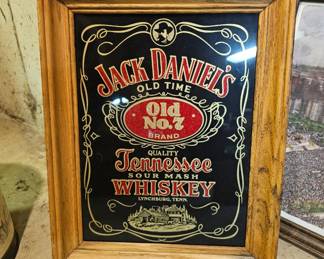 JACK DANIEL'S
OLD TIME
Old
No.7
BRAND
QUALITY
Tennessee
SOUR MASH
WHISKEY
LYNCHBURG, TENN.